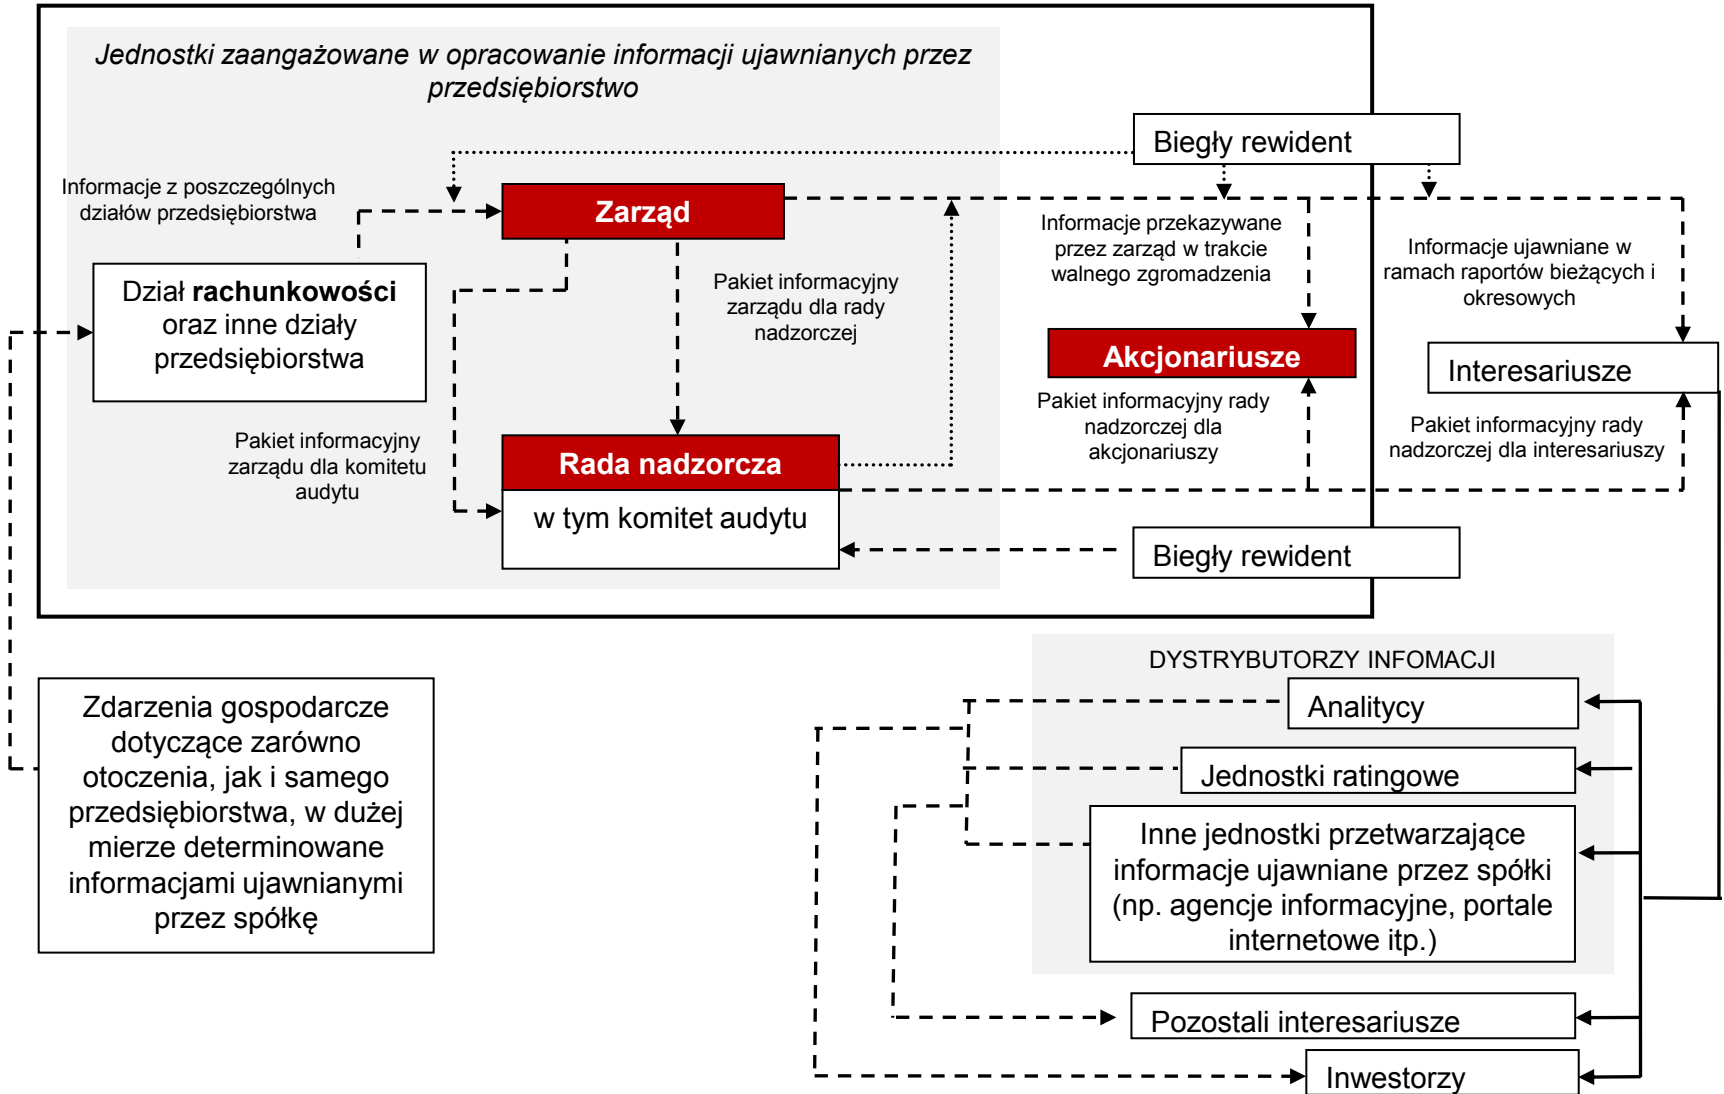 Jednostki zaangażowane w opracowanie informacji ujawnianych przez
przedsiębiorstwo
Biegły rewident
Informacje z poszczególnych
działów przedsiębiorstwa
Zarząd
Informacje przekazywane
przez zarząd w trakcie
walnego zgromadzenia
Informacje ujawniane w
ramach raportów bieżących i
okresowych
Dział rachunkowości
oraz inne działy
przedsiębiorstwa
Pakiet informacyjny
zarządu dla rady
nadzorczej
Akcjonariusze
Interesariusze
Pakiet informacyjny
zarządu dla komitetu
audytu
Rada nadzorcza
w tym komitet audytu
Pakiet informacyjny rady
nadzorczej dla
akcjonariuszy
Pakiet informacyjny rady
nadzorczej dla interesariuszy
Biegły rewident
Zdarzenia gospodarcze
dotyczące zarówno
otoczenia, jak i samego
przedsiębiorstwa, w dużej
mierze determinowane
informacjami ujawnianymi
przez spółkę
DYSTRYBUTORZY INFOMACJI
Analitycy
Jednostki ratingowe
Inne jednostki przetwarzające
informacje ujawniane przez spółki
(np. agencje informacyjne, portale
internetowe itp.)
Pozostali interesariusze
Inwestorzy